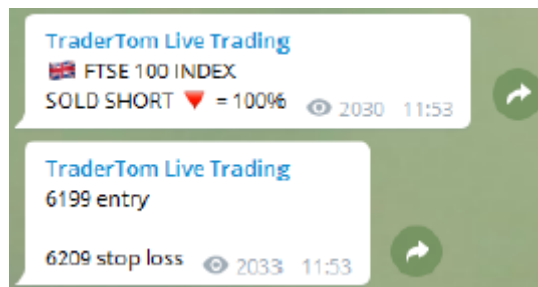 TraderTom Live Trading
🇬🇧 FTSE 100 INDEX
SOLD SHORT 🔻 = 100% 2030 11:53
TraderTom Live Trading
6199 entry
6209 stop loss 2033 11:53